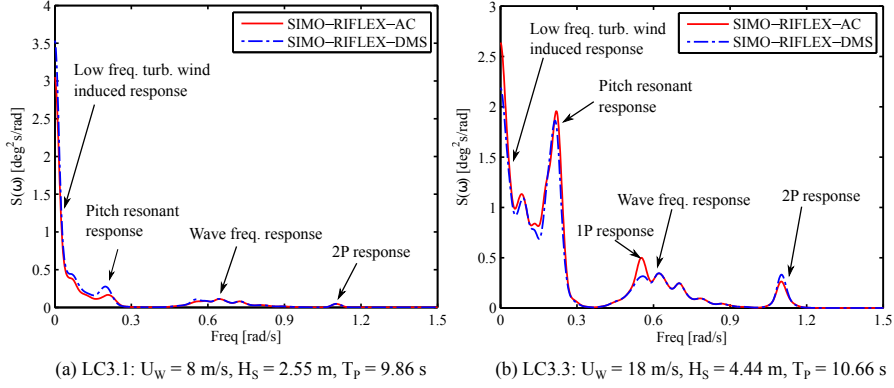 SIMO−RIFLEX−AC
SIMO−RIFLEX−DMS
Low freq. turb. wind
induced response
Pitch resonant
response
Wave freq. response
2P response
S(ω) [deg²s/rad]
4
3.5
3
2.5
2
1.5
1
0.5
0
0
0.3
0.6
0.9
1.2
1.5
Freq [rad/s]
(a) LC3.1: U_W = 8 m/s, H_S = 2.55 m, T_P = 9.86 s
SIMO−RIFLEX−AC
SIMO−RIFLEX−DMS
Low freq. turb. wind
induced response
Pitch resonant
response
Wave freq. response
1P response
2P response
S(ω) [deg²s/rad]
3
2.5
2
1.5
1
0.5
0
0
0.3
0.6
0.9
1.2
1.5
Freq [rad/s]
(b) LC3.3: U_W = 18 m/s, H_S = 4.44 m, T_P = 10.66 s